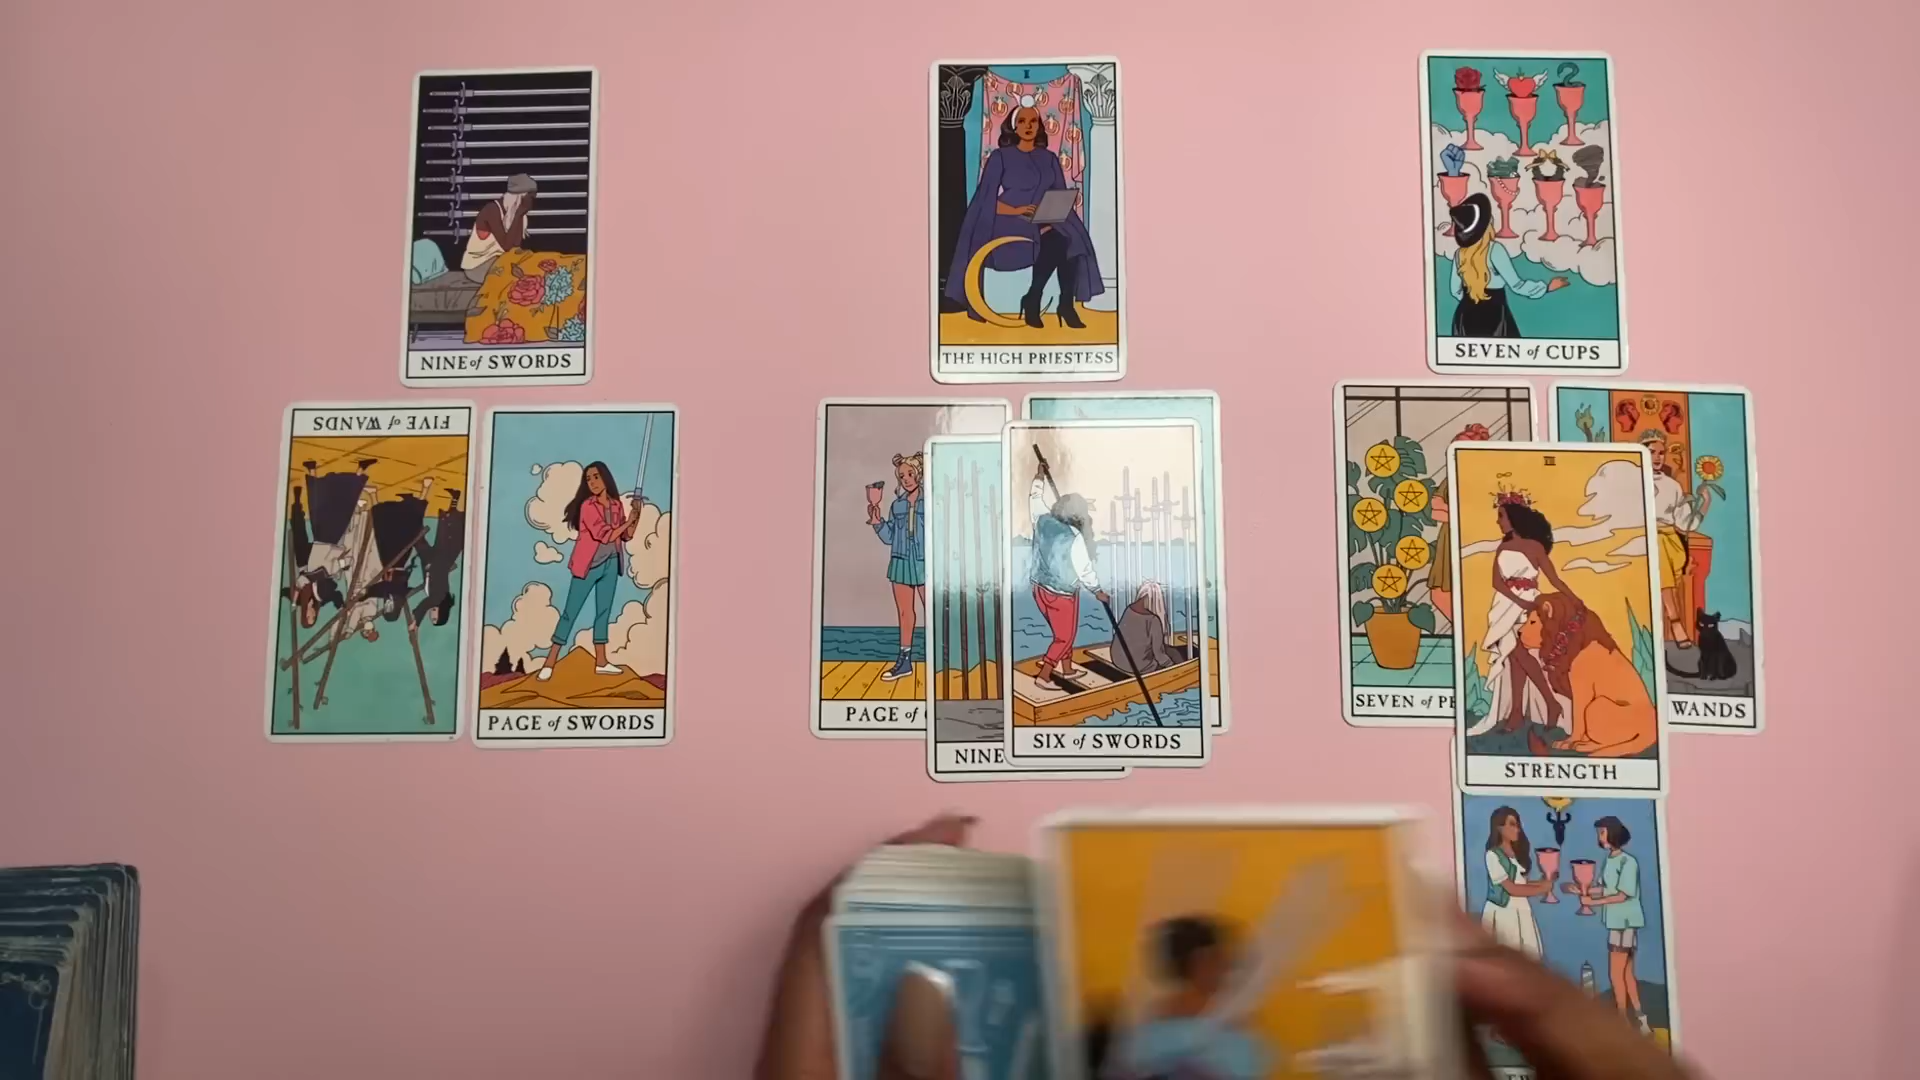 NINE of SWORDS
II
THE HIGH PRIESTESS
SEVEN of CUPS
FIVE of WANDS
PAGE of SWORDS
PAGE of
NINE
SIX of SWORDS
SEVEN of PE
WANDS
STRENGTH